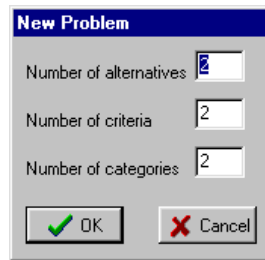 New Problem
Number of alternatives 2
Number of criteria 2
Number of categories 2
OK Cancel